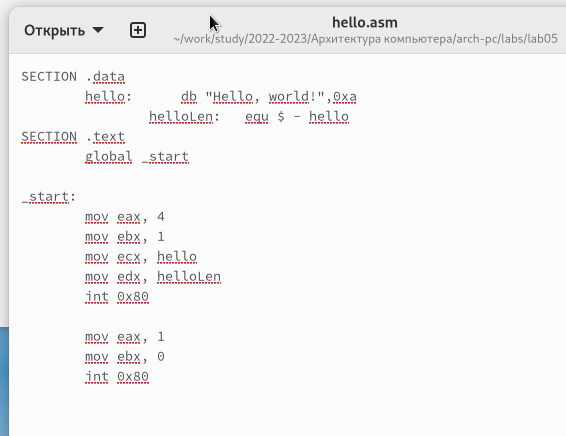 Открыть
hello.asm
~/work/study/2022-2023/Архитектура компьютера/arch-pc/labs/lab05
SECTION .data
hello: db "Hello, world!",0xa
helloLen: equ $ - hello
SECTION .text
global _start
_start:
mov eax, 4
mov ebx, 1
mov ecx, hello
mov edx, helloLen
int 0x80
mov eax, 1
mov ebx, 0
int 0x80